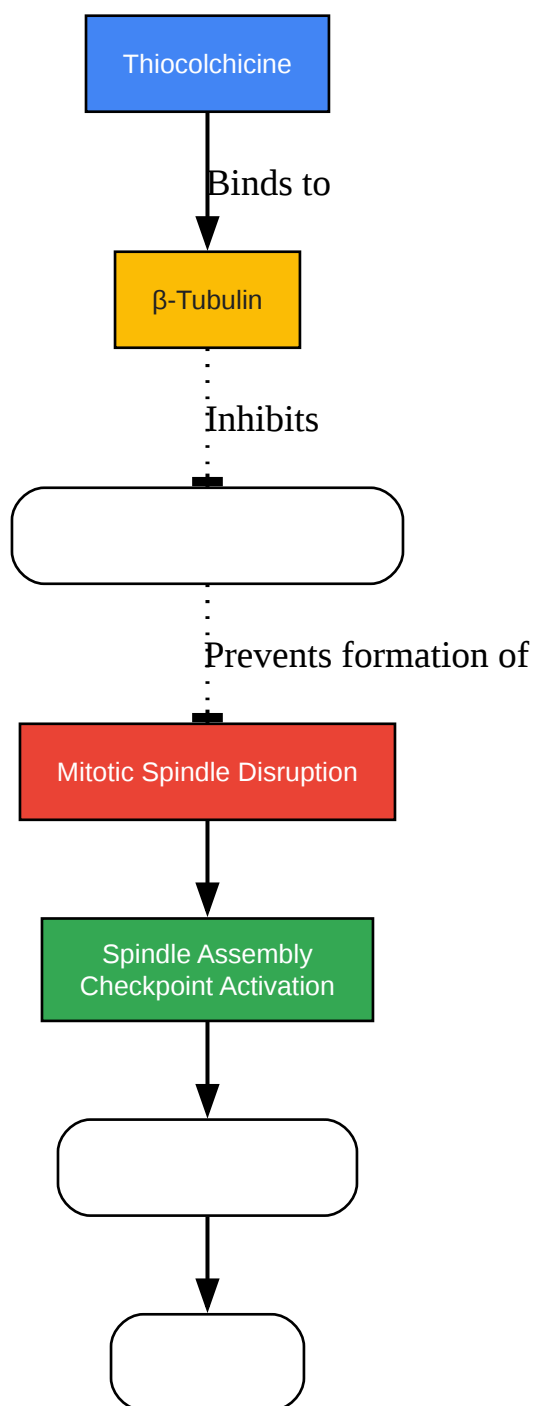 Thiocolchicine
Binds to
β-Tubulin
Inhibits
Prevents formation of
Mitotic Spindle Disruption
Spindle Assembly
Checkpoint Activation